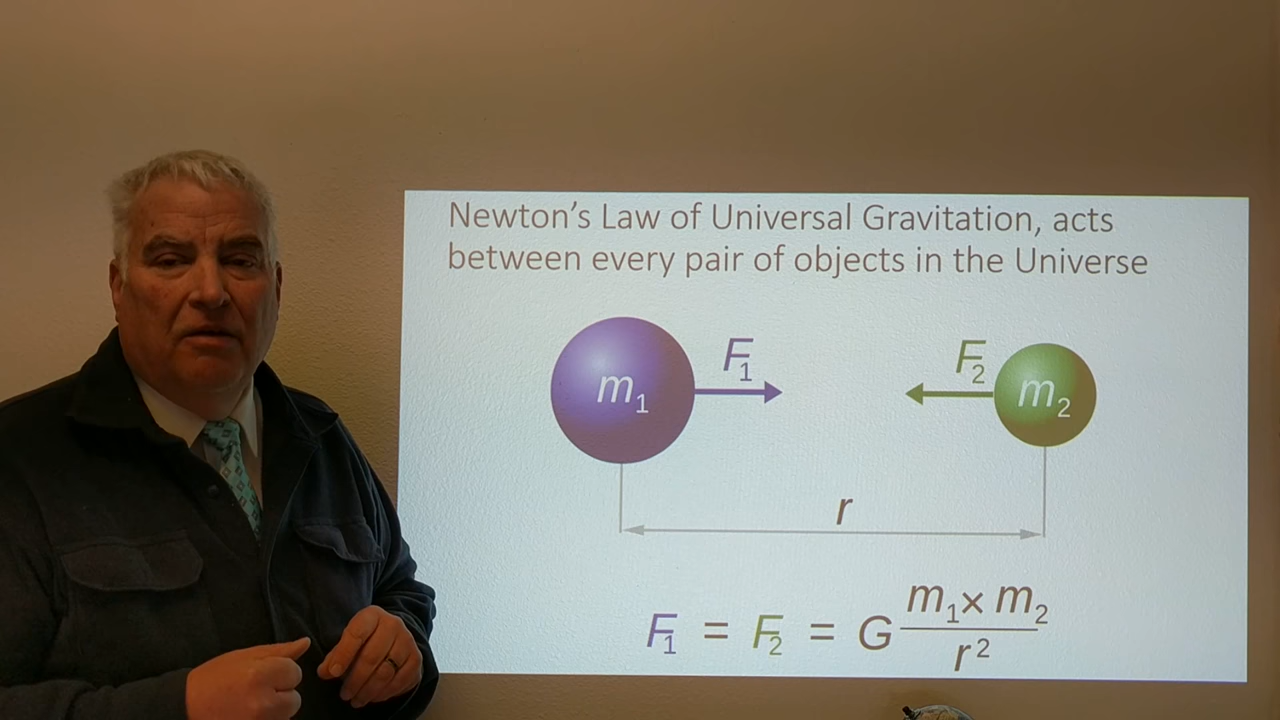 Newton's Law of Universal Gravitation, acts
between every pair of objects in the Universe
F₁ F₂
m₁ m₂
r
F₁ = F₂ = G m₁ × m₂ / r²